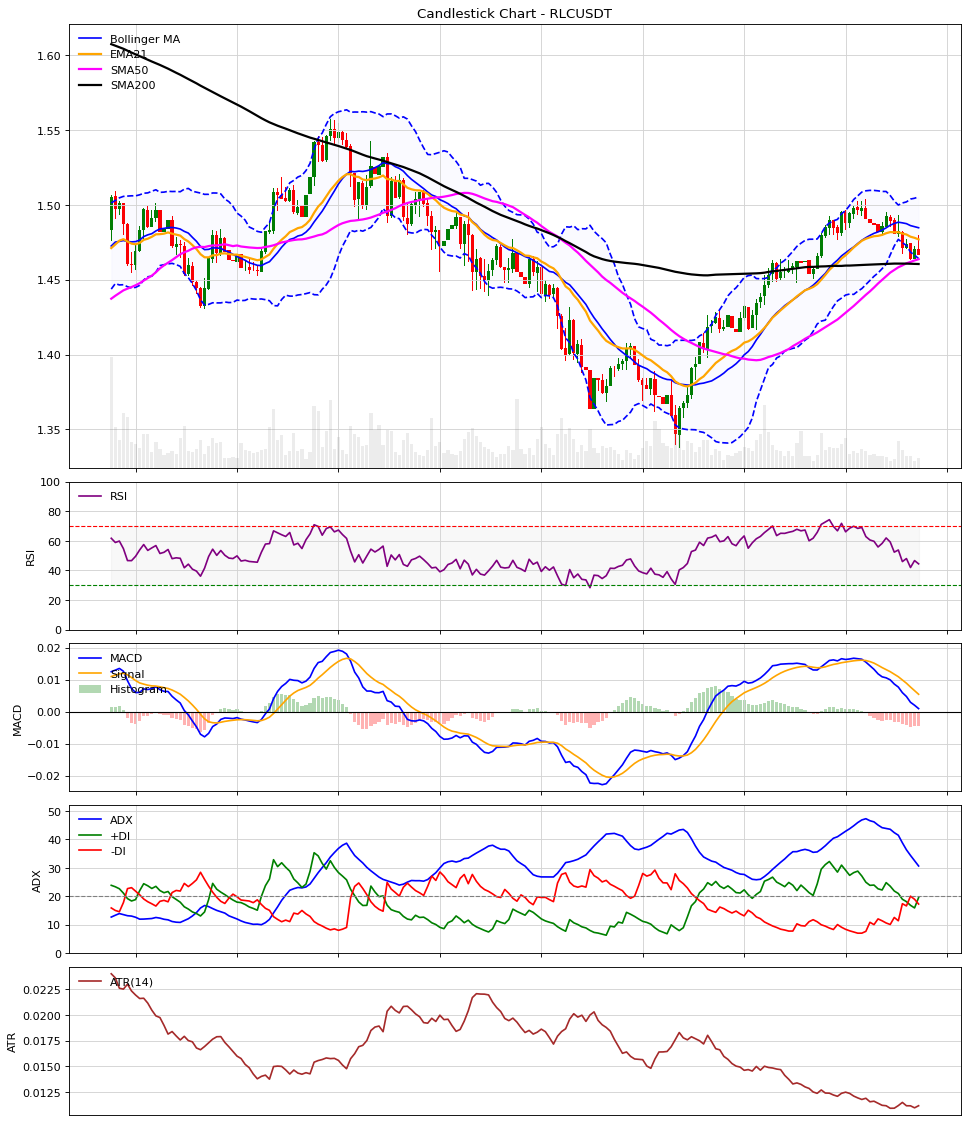 Candlestick Chart - RLCUSDT
Bollinger MA
EMA21
SMA50
SMA200
1.60
1.55
1.50
1.45
1.40
1.35
RSI
RSI
100
80
60
40
20
0
MACD
Signal
Histogram
MACD
0.02
0.01
0.00
−0.01
−0.02
ADX
+DI
-DI
ADX
50
40
30
20
10
0
ATR(14)
ATR
0.0225
0.0200
0.0175
0.0150
0.0125